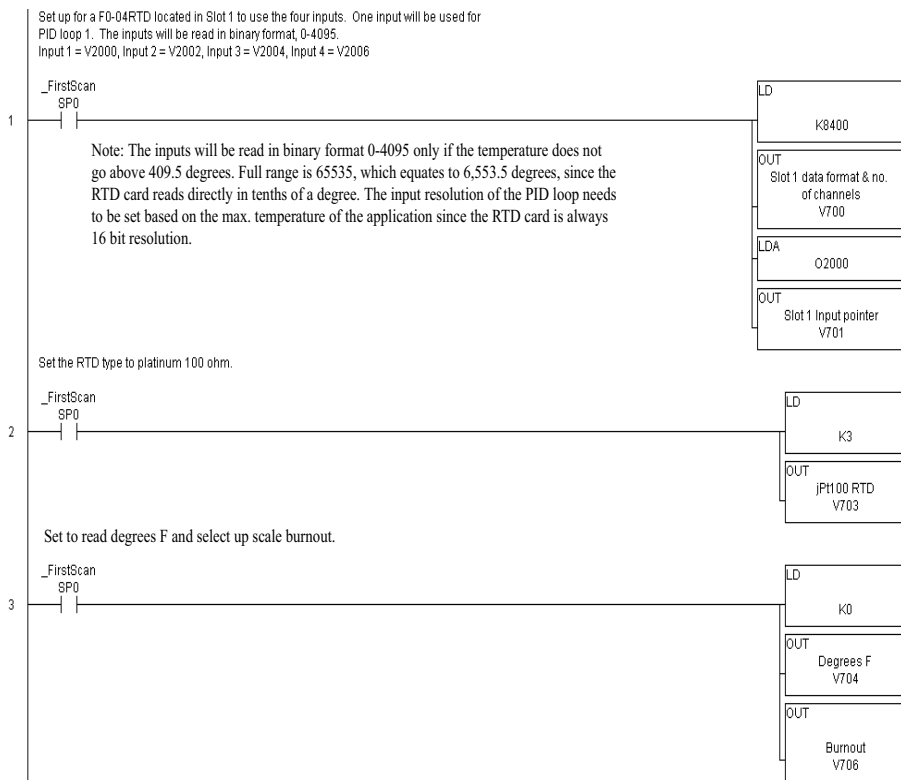 Set up for a F0-04RTD located in Slot 1 to use the four inputs. One input will be used for
PID loop 1. The inputs will be read in binary format, 0-4095.
Input 1 = V2000, Input 2 = V2002, Input 3 = V2004, Input 4 = V2006
_FirstScan
SP0
1
LD
K8400
OUT
Slot 1 data format & no.
of channels
V700
LDA
O2000
OUT
Slot 1 Input pointer
V701
Note: The inputs will be read in binary format 0-4095 only if the temperature does not
go above 409.5 degrees. Full range is 65535, which equates to 6,553.5 degrees, since the
RTD card reads directly in tenths of a degree. The input resolution of the PID loop needs
to be set based on the max. temperature of the application since the RTD card is always
16 bit resolution.
Set the RTD type to platinum 100 ohm.
_FirstScan
SP0
2
LD
K3
OUT
jPt100 RTD
V703
Set to read degrees F and select up scale burnout.
_FirstScan
SP0
3
LD
K0
OUT
Degrees F
V704
OUT
Burnout
V706